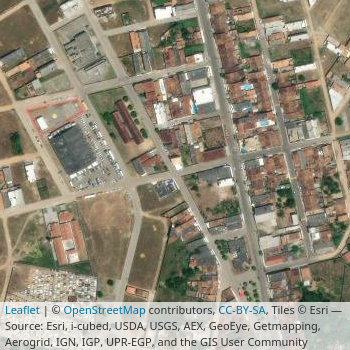 Leaflet | © OpenStreetMap contributors, CC-BY-SA, Tiles © Esri —
Source: Esri, i-cubed, USDA, USGS, AEX, GeoEye, Getmapping,
Aerogrid, IGN, IGP, UPR-EGP, and the GIS User Community